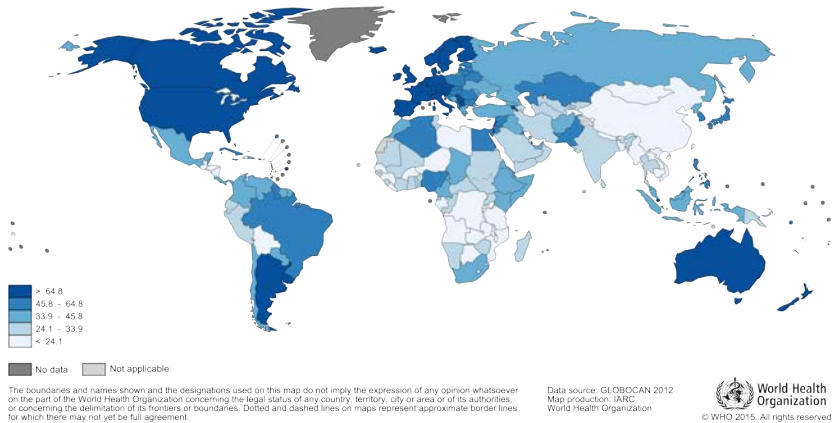 > 64.8
45.8 - 64.8
33.9 - 45.8
24.1 - 33.9
< 24.1
No data
Not applicable
The boundaries and names shown and the designations used on this map do not imply the expression of any opinion whatsoever
on the part of the World Health Organization concerning the legal status of any country, territory, city or area or of its authorities,
or concerning the delimitation of its frontiers or boundaries. Dotted and dashed lines on maps represent approximate border lines
for which there may not yet be full agreement.
Data source: GLOBOCAN 2012
Map production: IARC
World Health Organization
World Health
Organization
© WHO 2015. All rights reserved